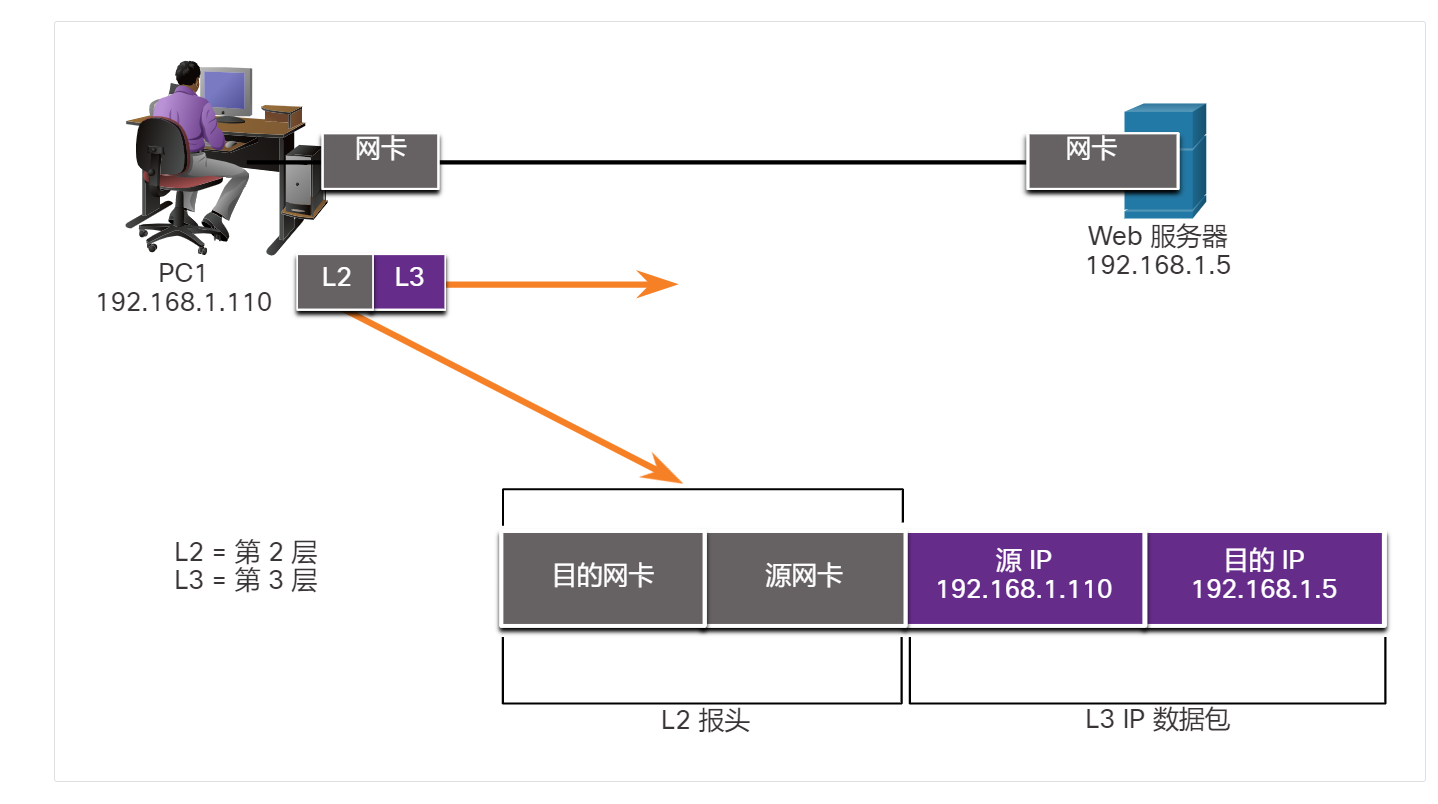 网卡
网卡
Web 服务器
192.168.1.5
PC1
192.168.1.110
L2
L3
L2 = 第 2 层
L3 = 第 3 层
目的网卡
源网卡
源 IP
192.168.1.110
目的 IP
192.168.1.5
L2 报头
L3 IP 数据包